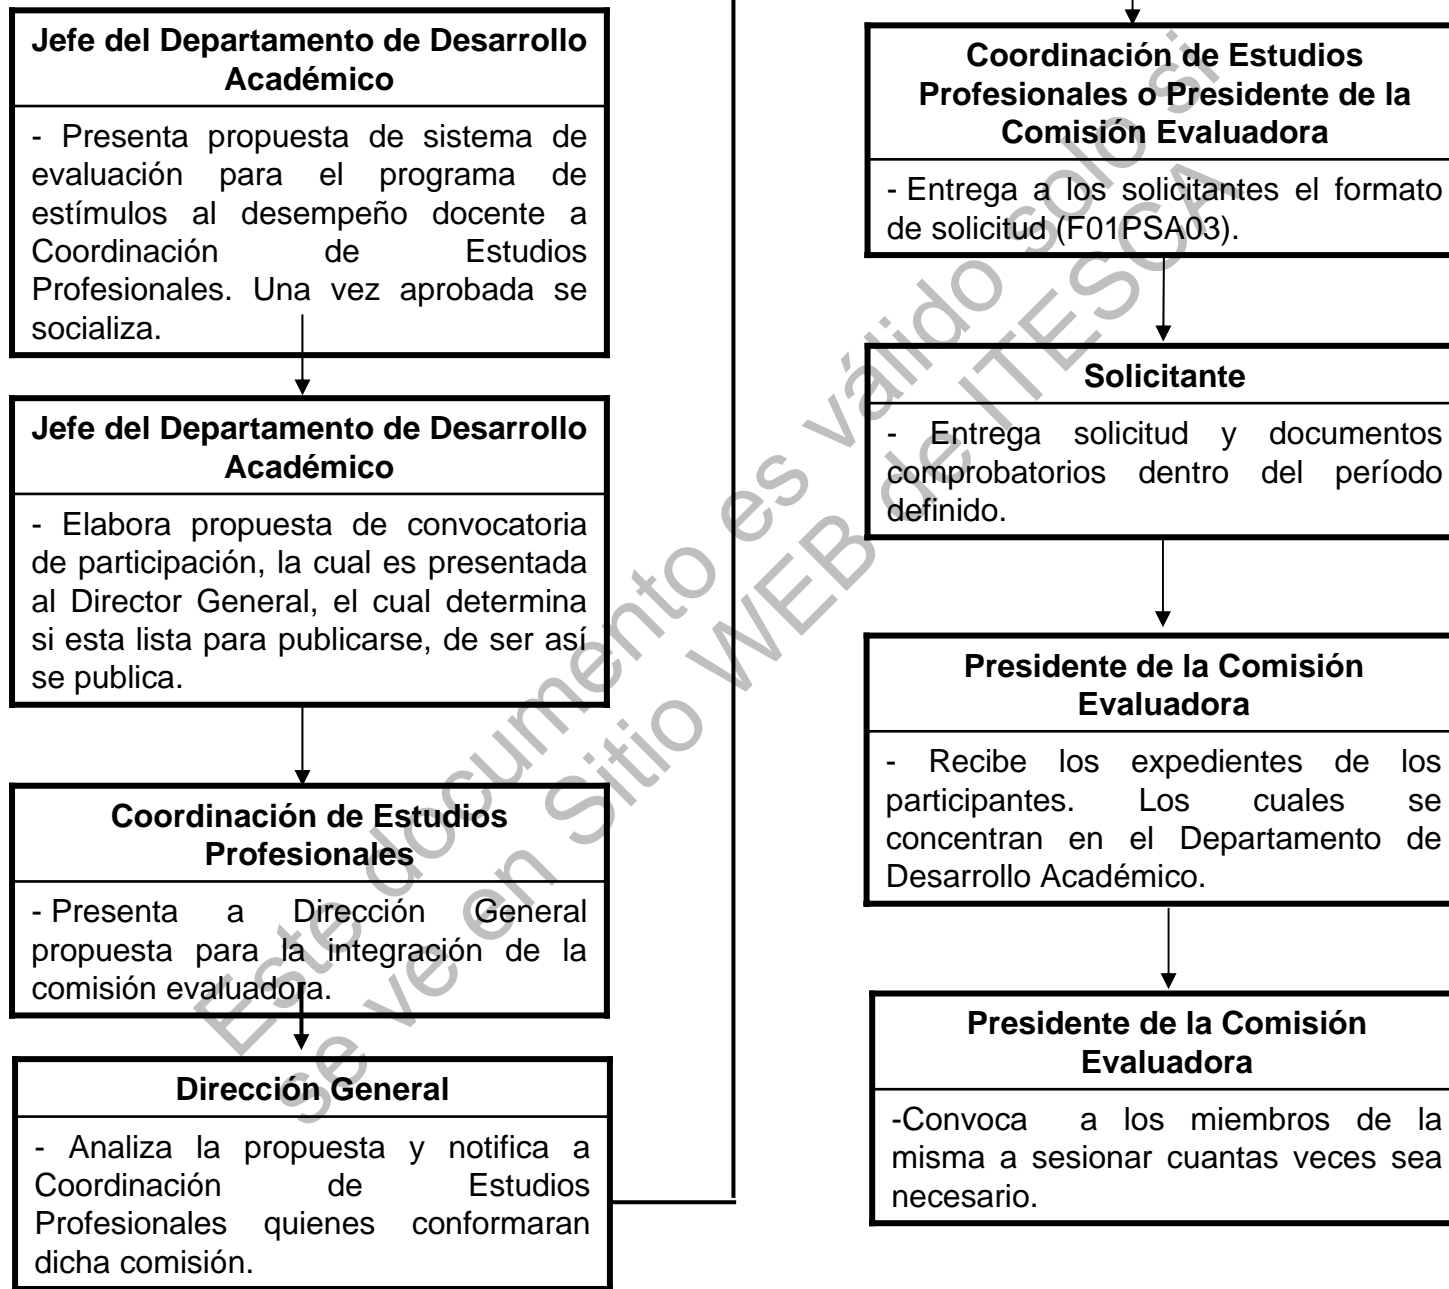 Jefe del Departamento de Desarrollo
Académico
- Presenta propuesta de sistema de
evaluación para el programa de
estímulos al desempeño docente a
Coordinación de Estudios
Profesionales. Una vez aprobada se
socializa.
Jefe del Departamento de Desarrollo
Académico
- Elabora propuesta de convocatoria
de participación, la cual es presentada
al Director General, el cual determina
si esta lista para publicarse, de ser así
se publica.
Coordinación de Estudios
Profesionales
- Presenta a Dirección General
propuesta para la integración de la
comisión evaluadora.
Dirección General
- Analiza la propuesta y notifica a
Coordinación de Estudios
Profesionales quienes conformaran
dicha comisión.
Coordinación de Estudios
Profesionales o Presidente de la
Comisión Evaluadora
- Entrega a los solicitantes el formato
de solicitud (F01PSA03).
Solicitante
- Entrega solicitud y documentos
comprobatorios dentro del período
definido.
Presidente de la Comisión
Evaluadora
- Recibe los expedientes de los
participantes. Los cuales se
concentran en el Departamento de
Desarrollo Académico.
Presidente de la Comisión
Evaluadora
-Convoca a los miembros de la
misma a sesionar cuantas veces sea
necesario.
Este documento es válido solo si
se ve en Sitio WEB de ITESCA